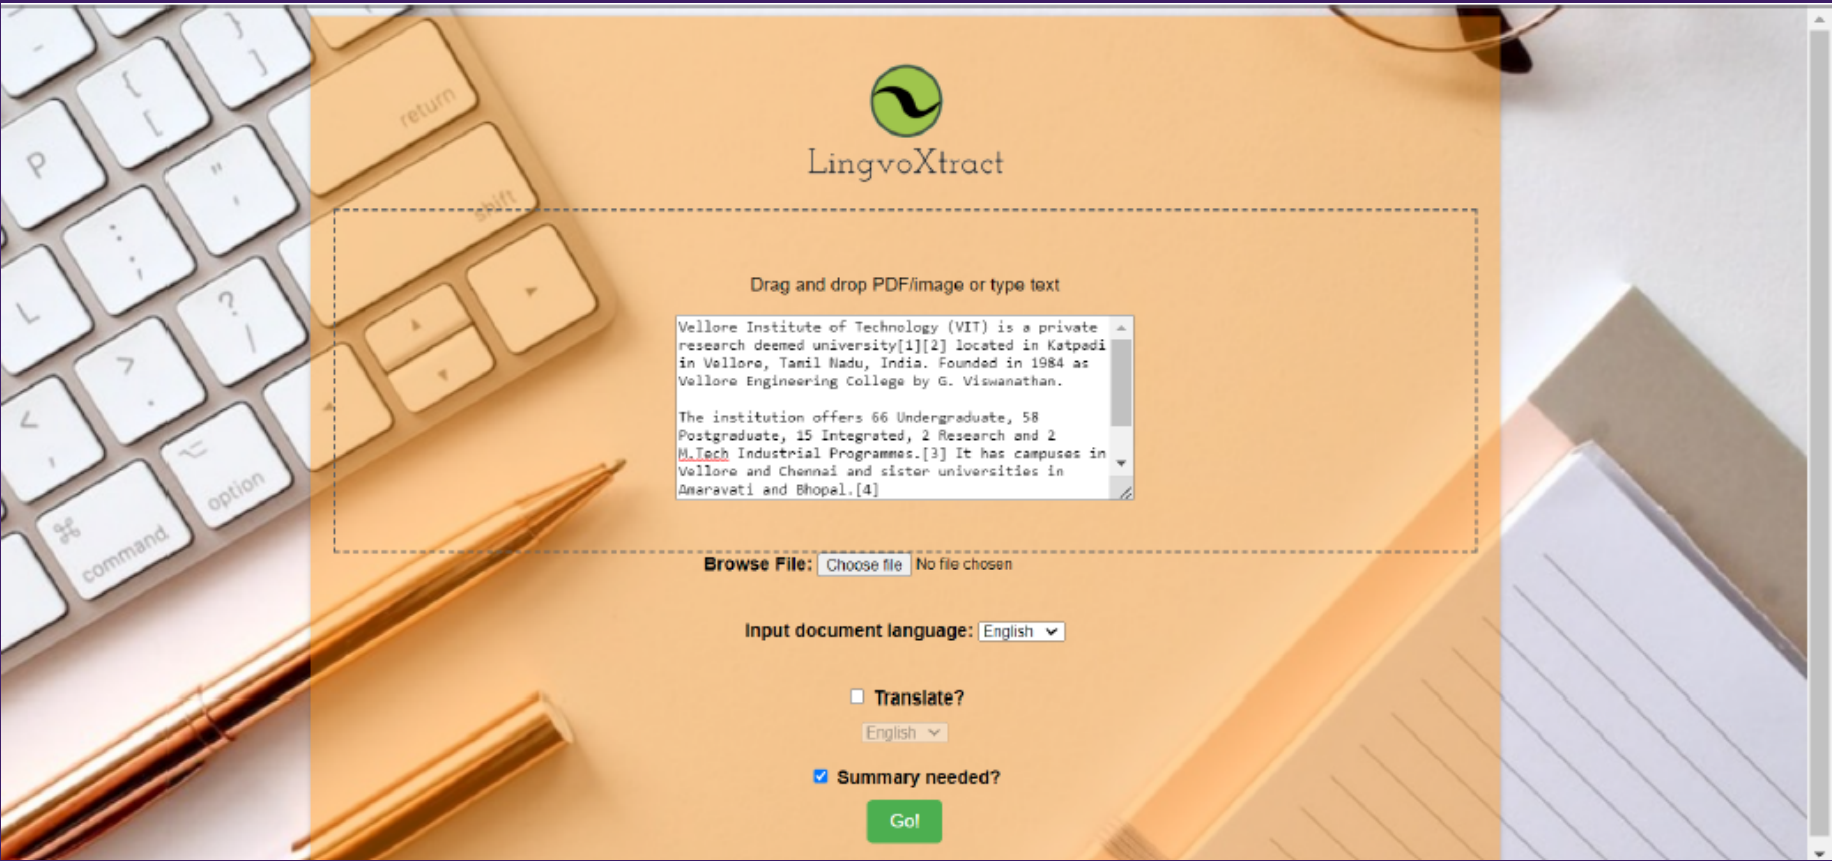 return
shift
P
L
option
command
LingvoXtract
Drag and drop PDF/image or type text
Vellore Institute of Technology (VIT) is a private
research deemed university[1][2] located in Katpadi
in Vellore, Tamil Nadu, India. Founded in 1984 as
Vellore Engineering College by G. Viswanathan.
The institution offers 66 Undergraduate, 58
Postgraduate, 15 Integrated, 2 Research and 2
M.Tech Industrial Programmes.[3] It has campuses in
Vellore and Chennai and sister universities in
Amaravati and Bhopal.[4]
Browse File: Choose file No file chosen
Input document language: English
Translate?
English
Summary needed?
Go!